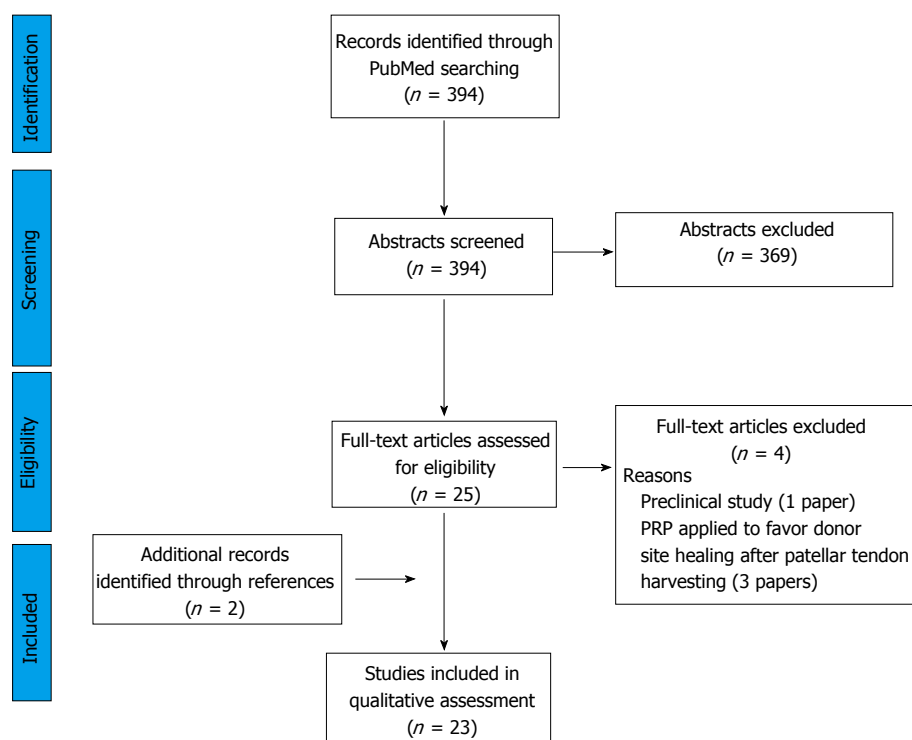 Identification
Records identified through
PubMed searching
(n = 394)
Screening
Abstracts screened
(n = 394)
Abstracts excluded
(n = 369)
Eligibility
Full-text articles assessed
for eligibility
(n = 25)
Full-text articles excluded
(n = 4)
Reasons
Preclinical study (1 paper)
PRP applied to favor donor
site healing after patellar tendon
harvesting (3 papers)
Included
Additional records
identified through references
(n = 2)
Studies included in
qualitative assessment
(n = 23)